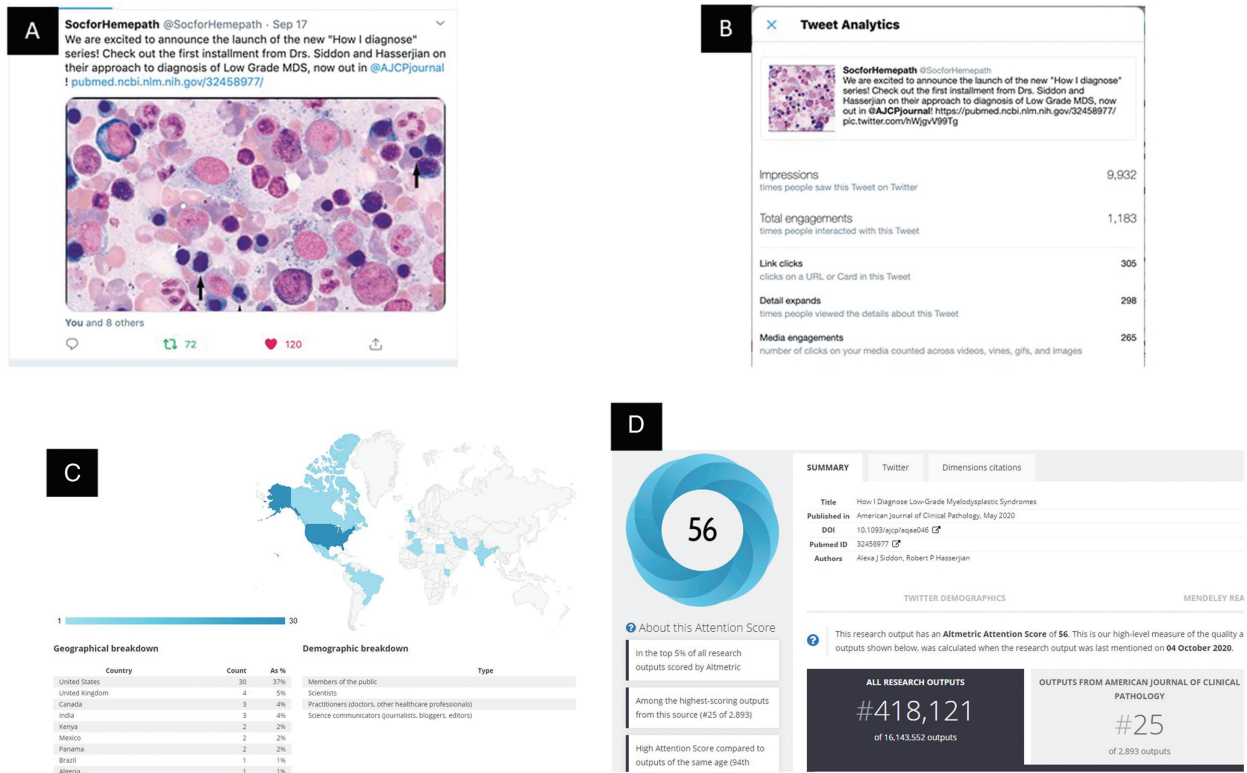 A
SocforHemepath @SocforHemepath · Sep 17
We are excited to announce the launch of the new "How I diagnose"
series! Check out the first installment from Drs. Siddon and Hasserjian on
their approach to diagnosis of Low Grade MDS, now out in @AJCPjournal
! pubmed.ncbi.nlm.nih.gov/32458977/
You and 8 others
72
120
B
Tweet Analytics
SocforHemepath @SocforHemepath
We are excited to announce the launch of the new "How I diagnose"
series! Check out the first installment from Drs. Siddon and
Hasserjian on their approach to diagnosis of Low Grade MDS, now
out in @AJCPjournal! https://pubmed.ncbi.nlm.nih.gov/32458977/
pic.twitter.com/hWjgvV99Tg
Impressions 9,932
times people saw this Tweet on Twitter
Total engagements 1,183
times people interacted with this Tweet
Link clicks 305
clicks on a URL or Card in this Tweet
Detail expands 298
times people viewed the details about this Tweet
Media engagements 265
number of clicks on your media counted across videos, vines, gifs, and images
C
1 30
Geographical breakdown
Country Count As %
United States 30 37%
United Kingdom 4 5%
Canada 3 4%
India 3 4%
Kenya 2 2%
Mexico 2 2%
Panama 2 2%
Brazil 1 1%
Algeria 1 1%
Demographic breakdown
Type
Members of the public
Scientists
Practitioners (doctors, other healthcare professionals)
Science communicators (journalists, bloggers, editors)
D
56
About this Attention Score
In the top 5% of all research
outputs scored by Altmetric
Among the highest-scoring outputs
from this source (#25 of 2,893)
High Attention Score compared to
outputs of the same age (94th
SUMMARY Twitter Dimensions citations
Title How I Diagnose Low-Grade Myelodysplastic Syndromes
Published in American Journal of Clinical Pathology, May 2020
DOI 10.1093/ajcp/aqaa046
Pubmed ID 32458977
Authors Alexa J Siddon, Robert P Hasserjian
TWITTER DEMOGRAPHICS MENDELEY REA
This research output has an Altmetric Attention Score of 56. This is our high-level measure of the quality a
outputs shown below, was calculated when the research output was last mentioned on 04 October 2020.
ALL RESEARCH OUTPUTS
#418,121
of 16,143,552 outputs
OUTPUTS FROM AMERICAN JOURNAL OF CLINICAL
PATHOLOGY
#25
of 2,893 outputs